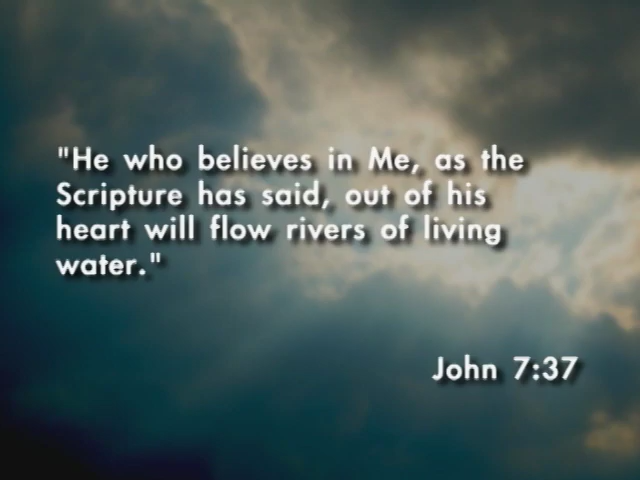 "He who believes in Me, as the
Scripture has said, out of his
heart will flow rivers of living
water."
John 7:37